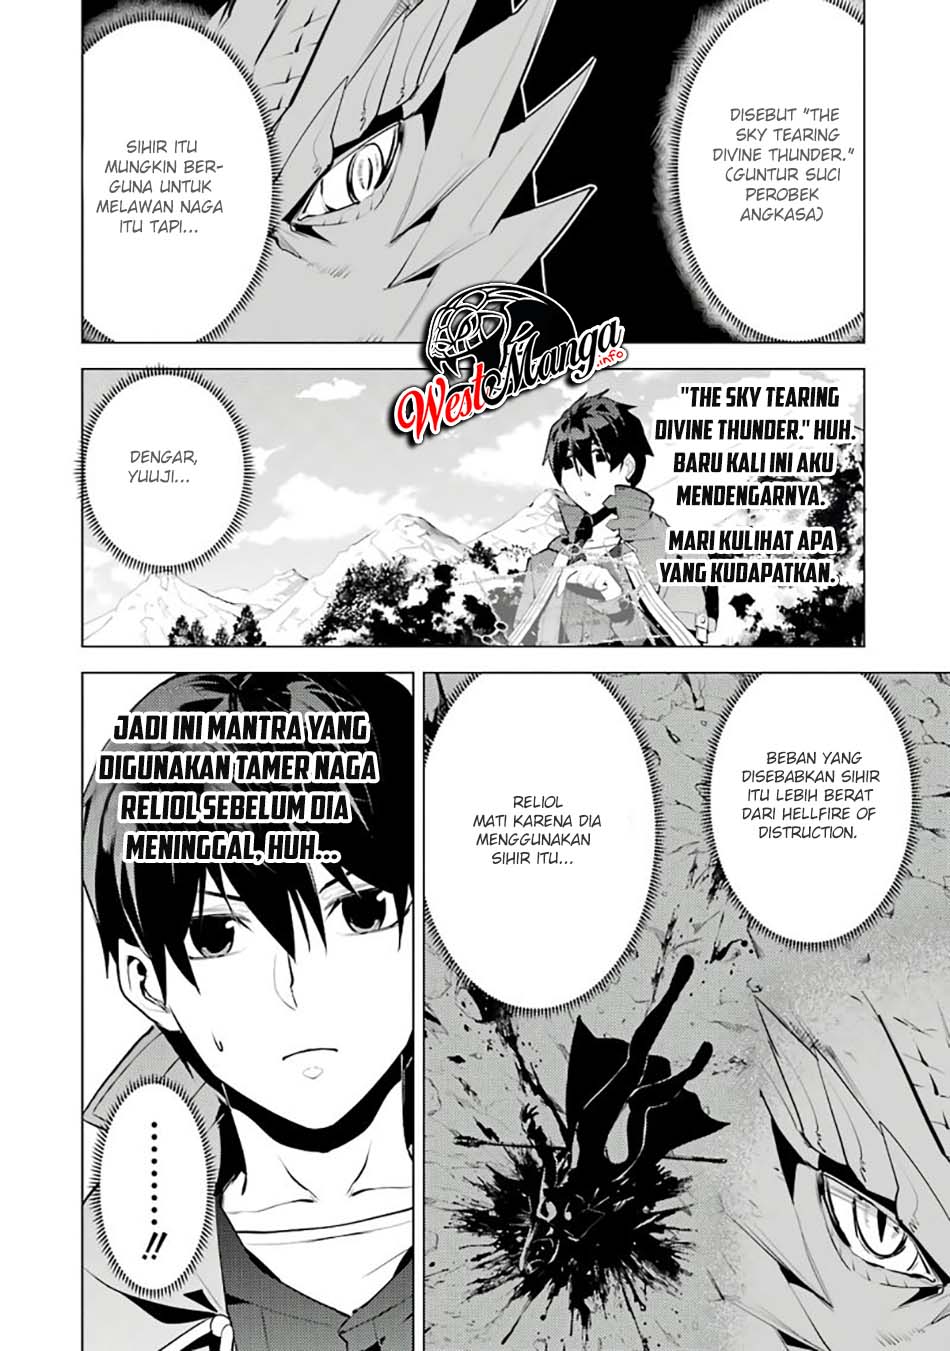 DISEBUT "THE
SKY TEARING
DIVINE THUNDER."
(GUNTUR SUCI
PEROBEK
ANGKASA)
SIHIR ITU
MUNGKIN BER-
GUNA UNTUK
MELAWAN NAGA
ITU TAPI...
WestManga
.info
"THE SKY TEARING
DIVINE THUNDER." HUH.
BARU KALI INI AKU
MENDENGARNYA.
MARI KULIHAT APA
YANG KUDAPATKAN.
DENGAR,
YUUJI...
BEBAN YANG
DISEBABKAN SIHIR
ITU LEBIH BERAT
DARI HELLFIRE OF
DISTRUCTION.
RELIOL
MATI KARENA DIA
MENGGUNAKAN
SIHIR ITU...
JADI INI MANTRA YANG
DIGUNAKAN TAMER NAGA
RELIOL SEBELUM DIA
MENINGGAL, HUH...
.........!!